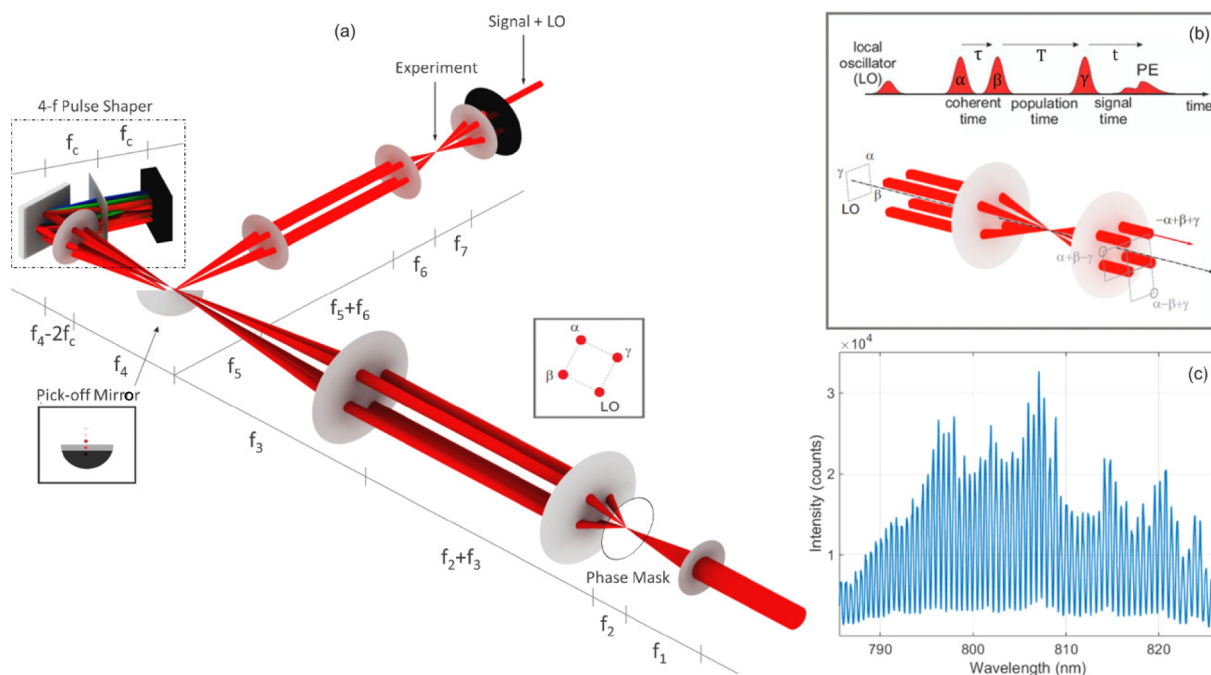 (a)
Signal + LO
Experiment
4-f Pulse Shaper
f_c
f_c
f_7
f_6
f_5+f_6
f_4-2f_c
f_4
f_5
Pick-off Mirror
f_3
α
γ
β
LO
f_2+f_3
Phase Mask
f_2
f_1
(b)
τ
T
t
local
oscillator
(LO)
α
β
γ
PE
coherent
time
population
time
signal
time
time
α
γ
β
LO
-α+β+γ
α+β-γ
α-β+γ
(c)
×10^4
3
2
1
Intensity (counts)
790 800 810 820
Wavelength (nm)